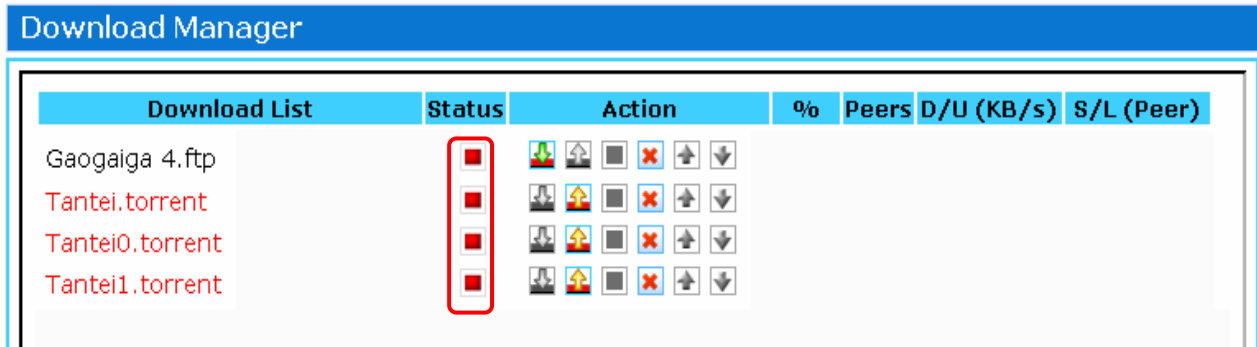 Download Manager
Download List Status Action % Peers D/U (KB/s) S/L (Peer)
Gaogaiga 4.ftp
Tantei.torrent
Tantei0.torrent
Tantei1.torrent